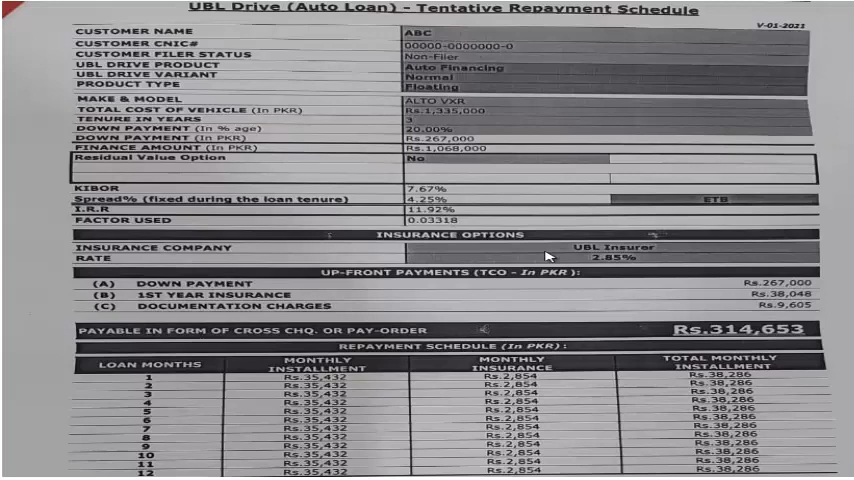 UBL Drive (Auto Loan) - Tentative Repayment Schedule
V-01-2021
CUSTOMER NAME ABC
CUSTOMER CNIC# 00000-0000000-0
CUSTOMER FILER STATUS Non-Filer
UBL DRIVE PRODUCT Auto Financing
UBL DRIVE VARIANT Normal
PRODUCT TYPE Floating
MAKE & MODEL ALTO VXR
TOTAL COST OF VEHICLE (In PKR) Rs.1,335,000
TENURE IN YEARS 3
DOWN PAYMENT (In % age) 20.00%
DOWN PAYMENT (In PKR) Rs.267,000
FINANCE AMOUNT (In PKR) Rs.1,068,000
Residual Value Option No
KIBOR 7.67%
Spread% (fixed during the loan tenure) 4.25% ETB
I.R.R 11.92%
FACTOR USED 0.03318
INSURANCE OPTIONS
INSURANCE COMPANY UBL Insurer
RATE 2.85%
UP-FRONT PAYMENTS (TCO - In PKR ):
(A) DOWN PAYMENT Rs.267,000
(B) 1ST YEAR INSURANCE Rs.38,048
(C) DOCUMENTATION CHARGES Rs.9,605
PAYABLE IN FORM OF CROSS CHQ. OR PAY-ORDER Rs.314,653
REPAYMENT SCHEDULE (In PKR) :
LOAN MONTHS MONTHLY INSTALLMENT MONTHLY INSURANCE TOTAL MONTHLY INSTALLMENT
1 Rs.35,432 Rs.2,854 Rs.38,286
2 Rs.35,432 Rs.2,854 Rs.38,286
3 Rs.35,432 Rs.2,854 Rs.38,286
4 Rs.35,432 Rs.2,854 Rs.38,286
5 Rs.35,432 Rs.2,854 Rs.38,286
6 Rs.35,432 Rs.2,854 Rs.38,286
7 Rs.35,432 Rs.2,854 Rs.38,286
8 Rs.35,432 Rs.2,854 Rs.38,286
9 Rs.35,432 Rs.2,854 Rs.38,286
10 Rs.35,432 Rs.2,854 Rs.38,286
11 Rs.35,432 Rs.2,854 Rs.38,286
12 Rs.35,432 Rs.2,854 Rs.38,286